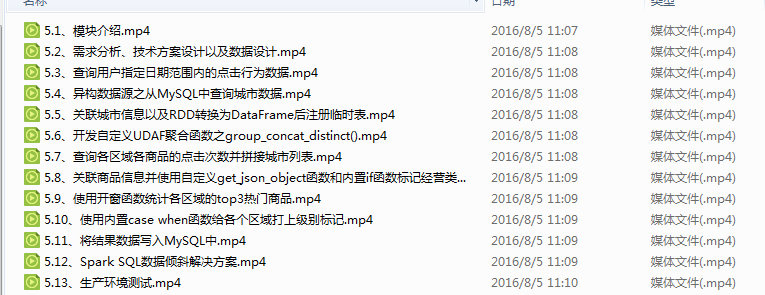 名称 日期 类型
5.1、模块介绍.mp4 2016/8/5 11:07 媒体文件(.mp4)
5.2、需求分析、技术方案设计以及数据设计.mp4 2016/8/5 11:08 媒体文件(.mp4)
5.3、查询用户指定日期范围内的点击行为数据.mp4 2016/8/5 11:08 媒体文件(.mp4)
5.4、异构数据源之从MySQL中查询城市数据.mp4 2016/8/5 11:08 媒体文件(.mp4)
5.5、关联城市信息以及RDD转换为DataFrame后注册临时表.mp4 2016/8/5 11:08 媒体文件(.mp4)
5.6、开发自定义UDAF聚合函数之group_concat_distinct().mp4 2016/8/5 11:08 媒体文件(.mp4)
5.7、查询各区域各商品的点击次数并拼接城市列表.mp4 2016/8/5 11:08 媒体文件(.mp4)
5.8、关联商品信息并使用自定义get_json_object函数和内置if函数标记经营类... 2016/8/5 11:09 媒体文件(.mp4)
5.9、使用开窗函数统计各区域的top3热门商品.mp4 2016/8/5 11:09 媒体文件(.mp4)
5.10、使用内置case when函数给各个区域打上级别标记.mp4 2016/8/5 11:09 媒体文件(.mp4)
5.11、将结果数据写入MySQL中.mp4 2016/8/5 11:09 媒体文件(.mp4)
5.12、Spark SQL数据倾斜解决方案.mp4 2016/8/5 11:09 媒体文件(.mp4)
5.13、生产环境测试.mp4 2016/8/5 11:10 媒体文件(.mp4)